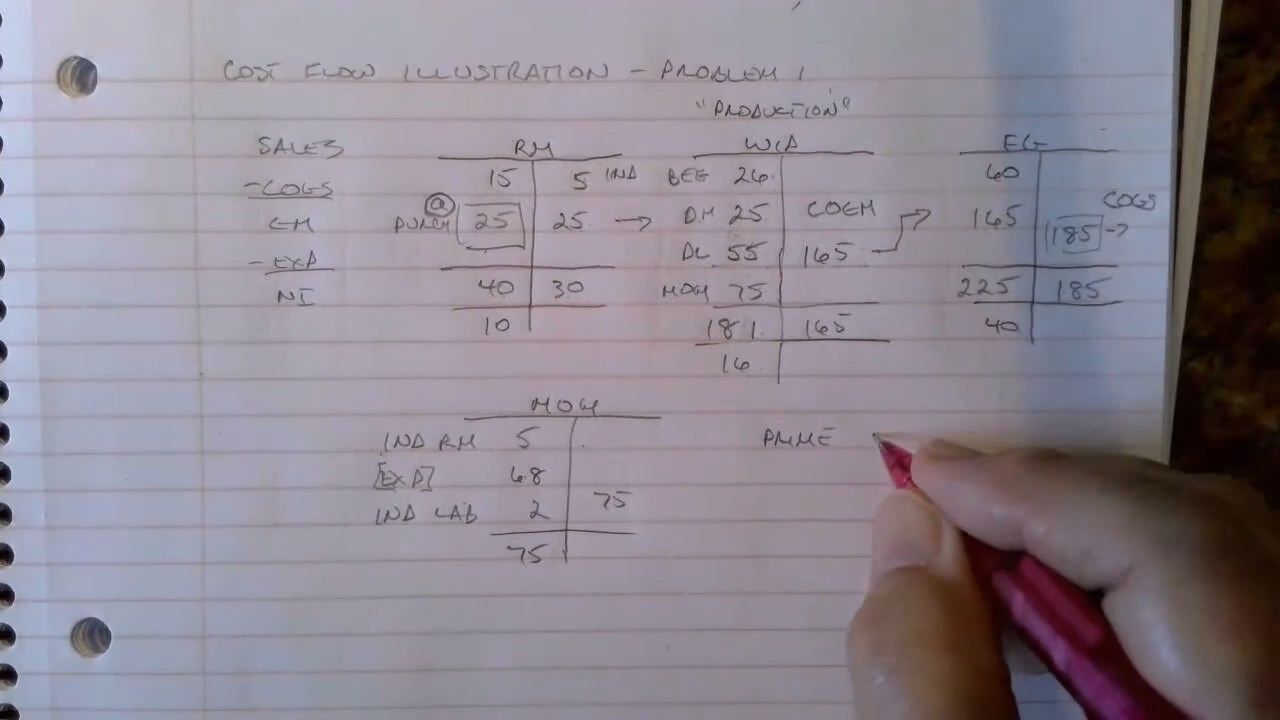 COST FLOW ILLUSTRATION - PROBLEM 1
"PRODUCTION"
SALES
-COGS
GM
-EXP
NI
RM
15 5 IND
@ PURCH 25 25 →
40 30
10
WIP
BEG 26
DM 25 COGM
DL 55 165
MOH 75
181 165
16
FG
60
165 COGS
185 →
225 185
40
MOH
IND RM 5
[EXP] 68
IND LAB 2 75
75
PRIME